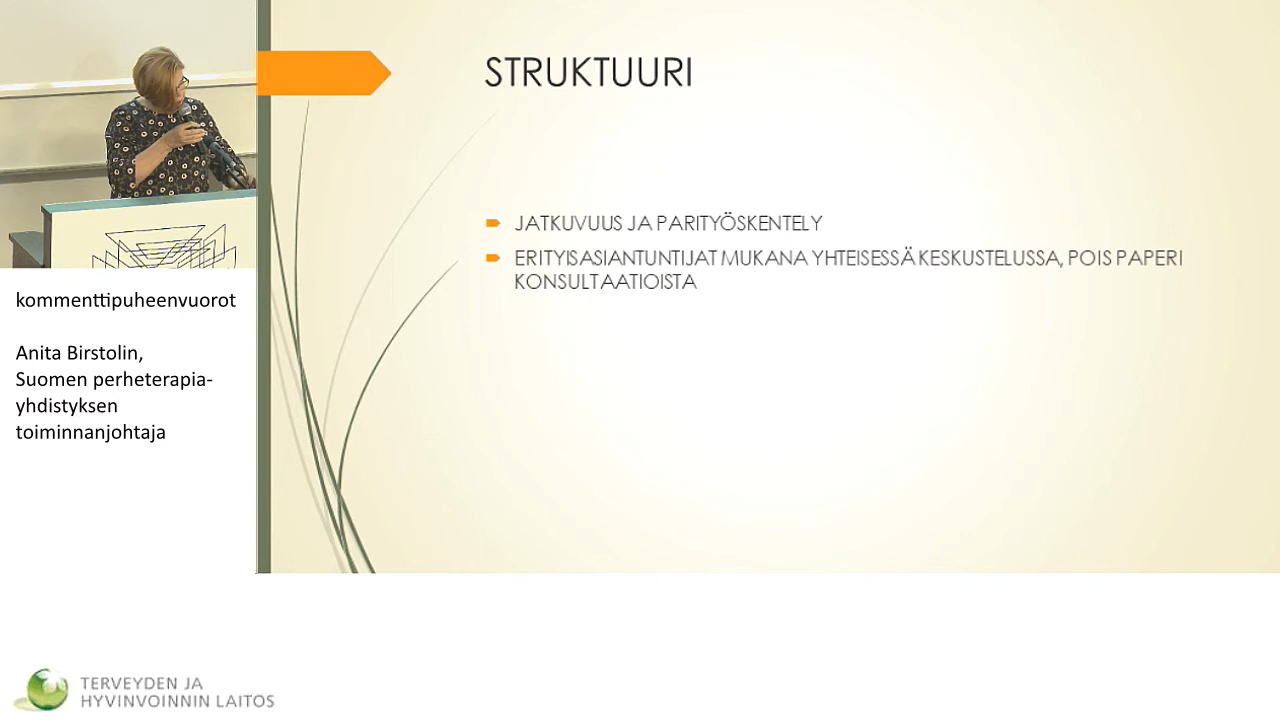 STRUKTUURI
JATKUVUUS JA PARITYÖSKENTELY
ERITYISASIANTUNTIJAT MUKANA YHTEISESSÄ KESKUSTELUSSA, POIS PAPERI
KONSULTAATIOISTA
kommenttipuheenvuorot
Anita Birstolin,
Suomen perheterapia-
yhdistyksen
toiminnanjohtaja
TERVEYDEN JA
HYVINVOINNIN LAITOS